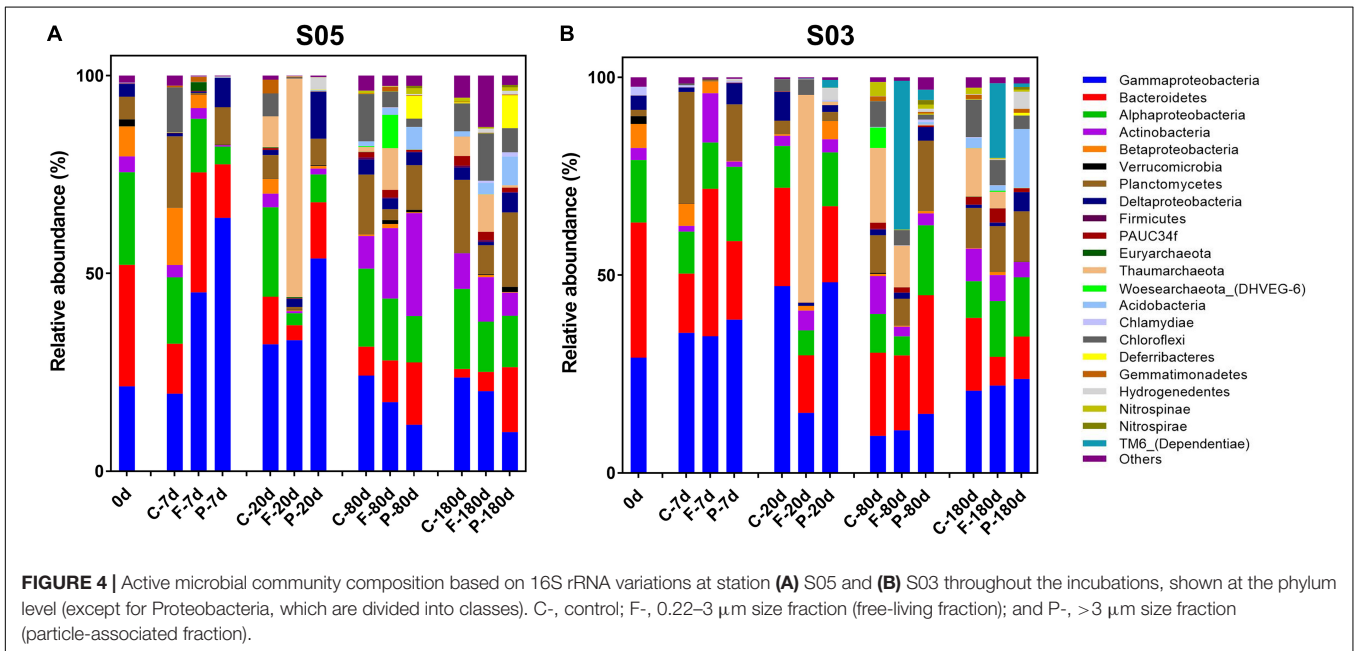 A
S05
Relative aboundance (%)
100
50
0
0d
C-7d
F-7d
P-7d
C-20d
F-20d
P-20d
C-80d
F-80d
P-80d
C-180d
F-180d
P-180d
B
S03
Relative aboundance (%)
100
50
0
0d
C-7d
F-7d
P-7d
C-20d
F-20d
P-20d
C-80d
F-80d
P-80d
C-180d
F-180d
P-180d
Gammaproteobacteria
Bacteroidetes
Alphaproteobacteria
Actinobacteria
Betaproteobacteria
Verrucomicrobia
Planctomycetes
Deltaproteobacteria
Firmicutes
PAUC34f
Euryarchaeota
Thaumarchaeota
Woesearchaeota_(DHVEG-6)
Acidobacteria
Chlamydiae
Chloroflexi
Deferribacteres
Gemmatimonadetes
Hydrogenedentes
Nitrospinae
Nitrospirae
TM6_(Dependentiae)
Others
FIGURE 4 | Active microbial community composition based on 16S rRNA variations at station (A) S05 and (B) S03 throughout the incubations, shown at the phylum
level (except for Proteobacteria, which are divided into classes). C-, control; F-, 0.22–3 μm size fraction (free-living fraction); and P-, >3 μm size fraction
(particle-associated fraction).